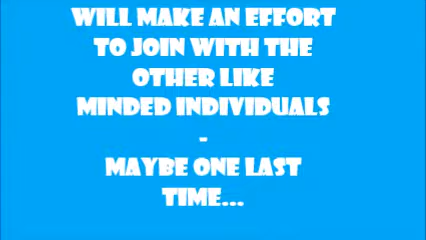 WILL MAKE AN EFFORT
TO JOIN WITH THE
OTHER LIKE
MINDED INDIVIDUALS
-
MAYBE ONE LAST
TIME...